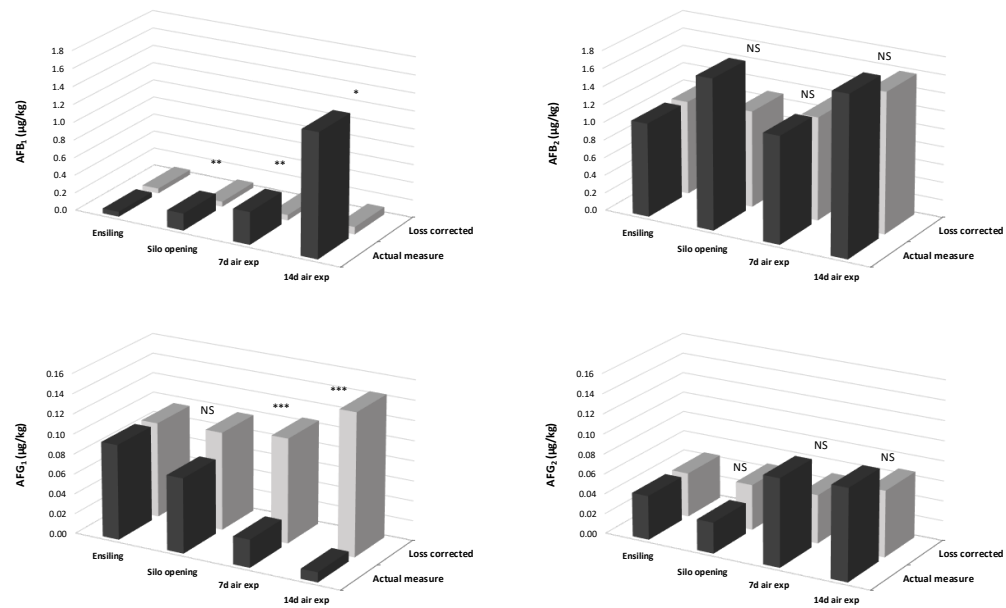 1.8
1.6
1.4
1.2
1.0
0.8
0.6
0.4
0.2
0.0
AFB₁ (µg/kg)
**
**
*
Ensiling
Silo opening
7d air exp
14d air exp
Loss corrected
Actual measure
1.8
1.6
1.4
1.2
1.0
0.8
0.6
0.4
0.2
0.0
AFB₂ (µg/kg)
NS
NS
NS
Ensiling
Silo opening
7d air exp
14d air exp
Loss corrected
Actual measure
0.16
0.14
0.12
0.10
0.08
0.06
0.04
0.02
0.00
AFG₁ (µg/kg)
NS
***
***
Ensiling
Silo opening
7d air exp
14d air exp
Loss corrected
Actual measure
0.16
0.14
0.12
0.10
0.08
0.06
0.04
0.02
0.00
AFG₂ (µg/kg)
NS
NS
NS
Ensiling
Silo opening
7d air exp
14d air exp
Loss corrected
Actual measure